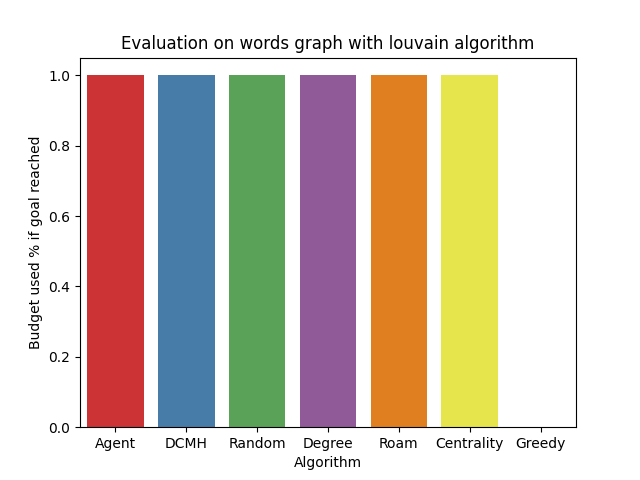 Evaluation on words graph with louvain algorithm
Budget used % if goal reached
1.0
0.8
0.6
0.4
0.2
0.0
Agent DCMH Random Degree Roam Centrality Greedy
Algorithm